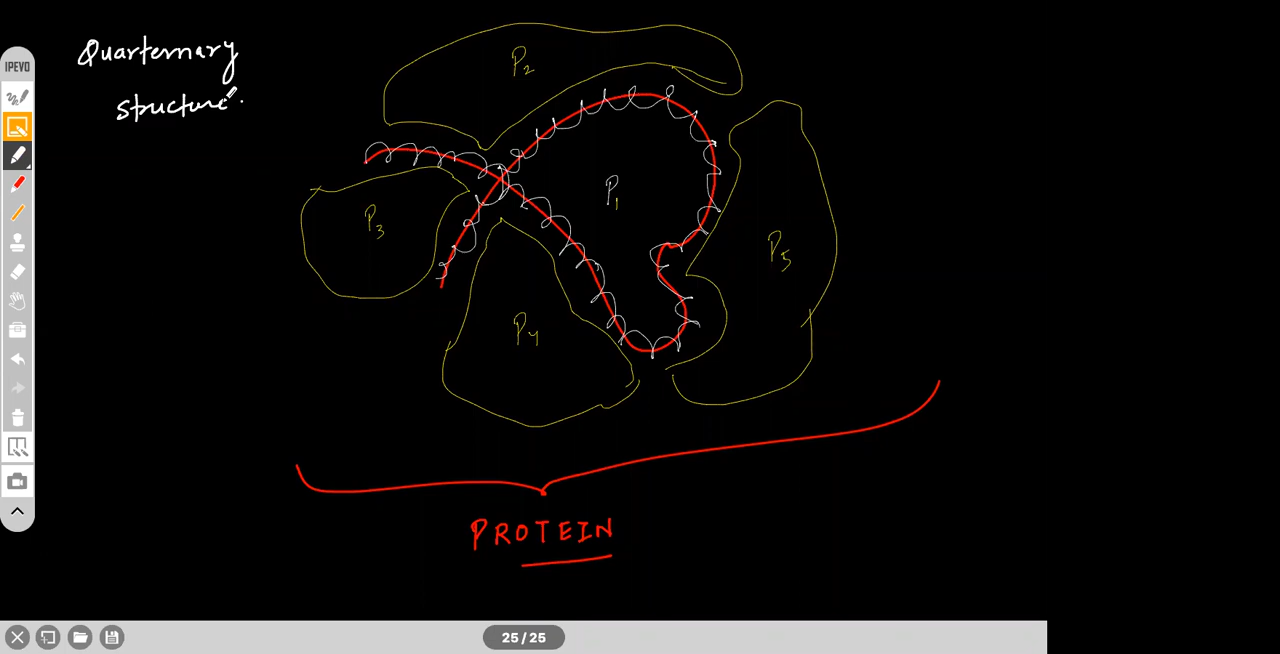 IPEVO
Quarternary
structure.
P2
P1
P3
P5
P4
PROTEIN
25/25